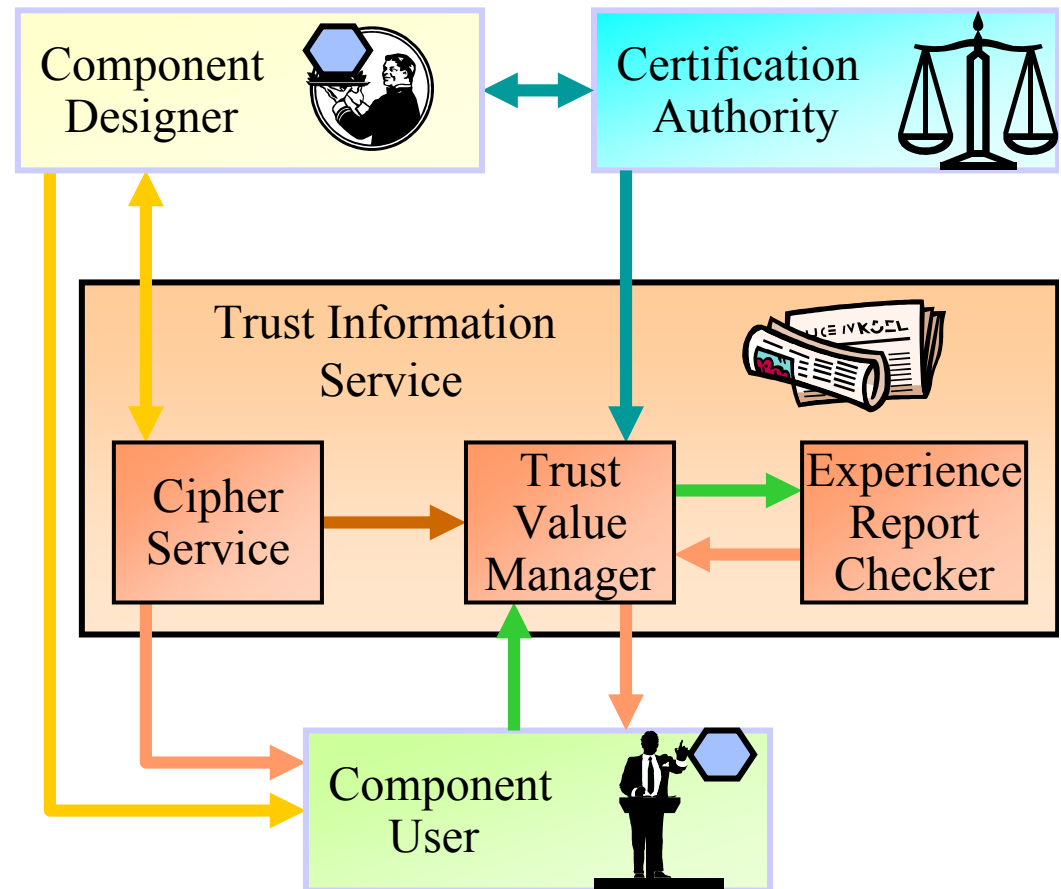 Component
Designer
Certification
Authority
Trust Information
Service
Cipher
Service
Trust
Value
Manager
Experience
Report
Checker
Component
User